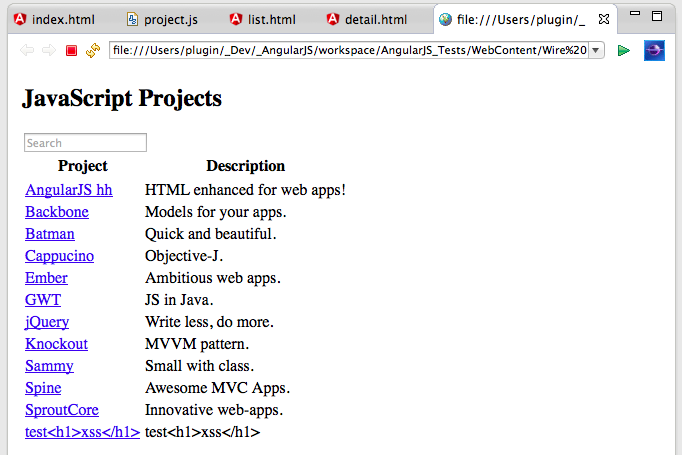 index.html project.js list.html detail.html file:///Users/plugin/_
file:///Users/plugin/_Dev/_AngularJS/workspace/AngularJS_Tests/WebContent/Wire%20
JavaScript Projects
Search
Project Description
AngularJS hh HTML enhanced for web apps!
Backbone Models for your apps.
Batman Quick and beautiful.
Cappucino Objective-J.
Ember Ambitious web apps.
GWT JS in Java.
jQuery Write less, do more.
Knockout MVVM pattern.
Sammy Small with class.
Spine Awesome MVC Apps.
SproutCore Innovative web-apps.
test<h1>xss</h1> test<h1>xss</h1>